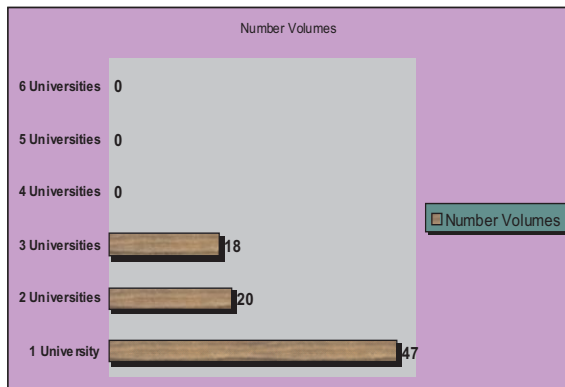 Number Volumes
6 Universities 0
5 Universities 0
4 Universities 0
3 Universities 18
Number Volumes
2 Universities 20
1 University 47